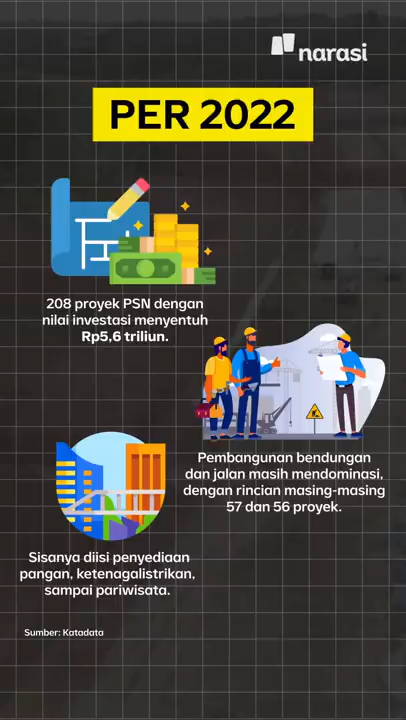 narasi
PER 2022
208 proyek PSN dengan
nilai investasi menyentuh
Rp5,6 triliun.
Pembangunan bendungan
dan jalan masih mendominasi,
dengan rincian masing-masing
57 dan 56 proyek.
Sisanya diisi penyediaan
pangan, ketenagalistrikan,
sampai pariwisata.
Sumber: Katadata